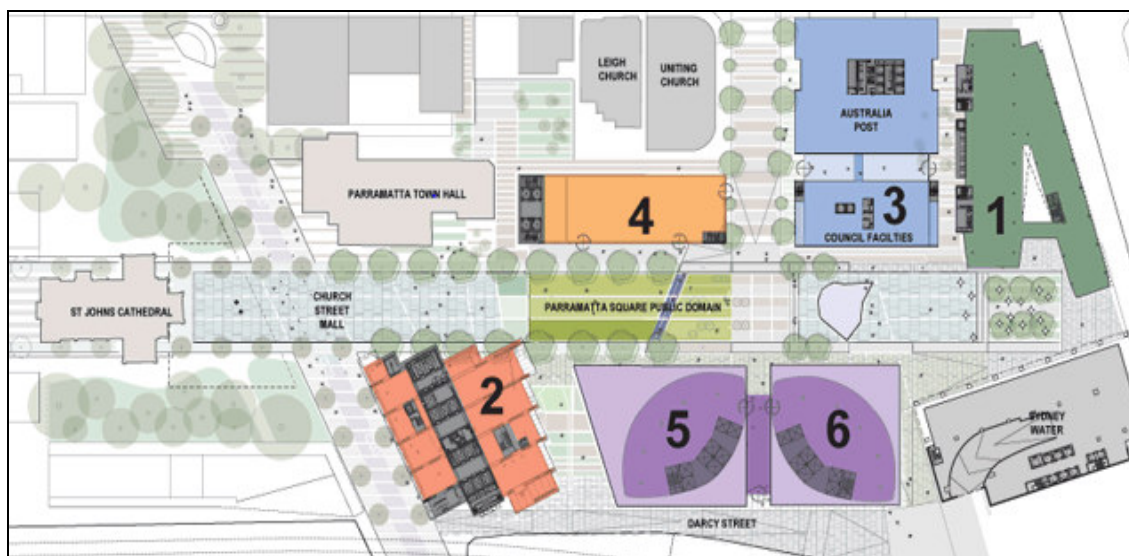 LEIGH
CHURCH
UNITING
CHURCH
AUSTRALIA
POST
PARRAMATTA TOWN HALL
4
3
COUNCIL FACILTIES
1
ST JOHNS CATHEDRAL
CHURCH
STREET
MALL
PARRAMATTA SQUARE PUBLIC DOMAIN
2
5
6
SYDNEY
WATER
DARCY STREET